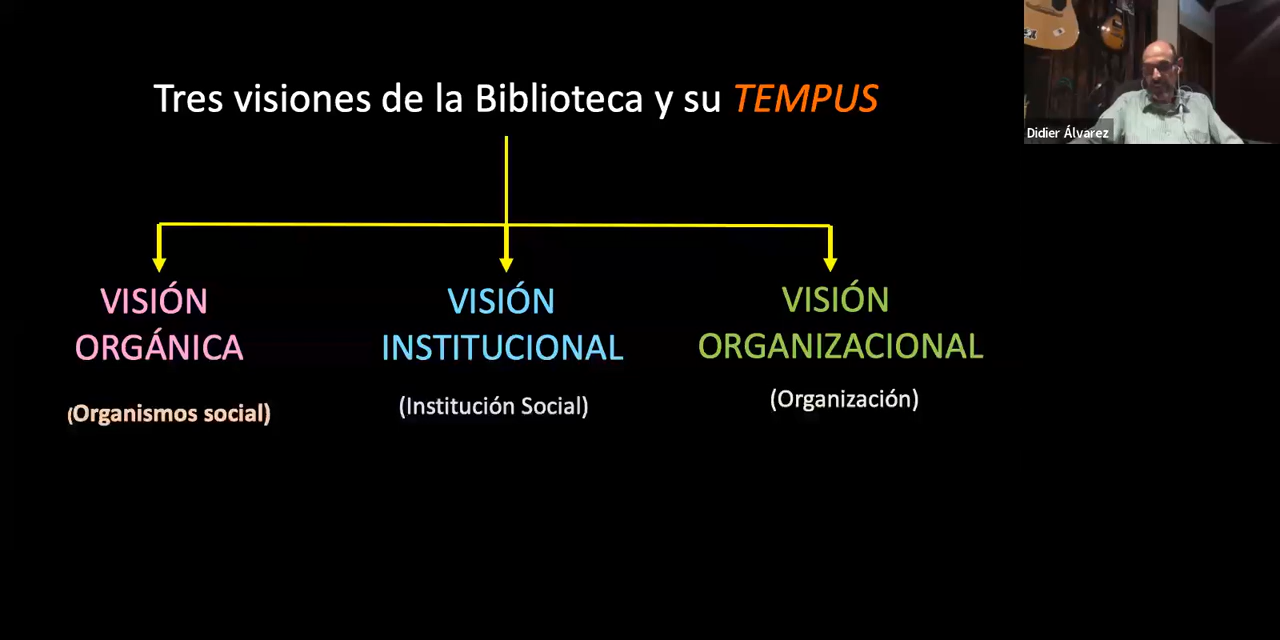 Tres visiones de la Biblioteca y su TEMPUS
Didier Álvarez
VISIÓN
ORGÁNICA
(Organismos social)
VISIÓN
INSTITUCIONAL
(Institución Social)
VISIÓN
ORGANIZACIONAL
(Organización)